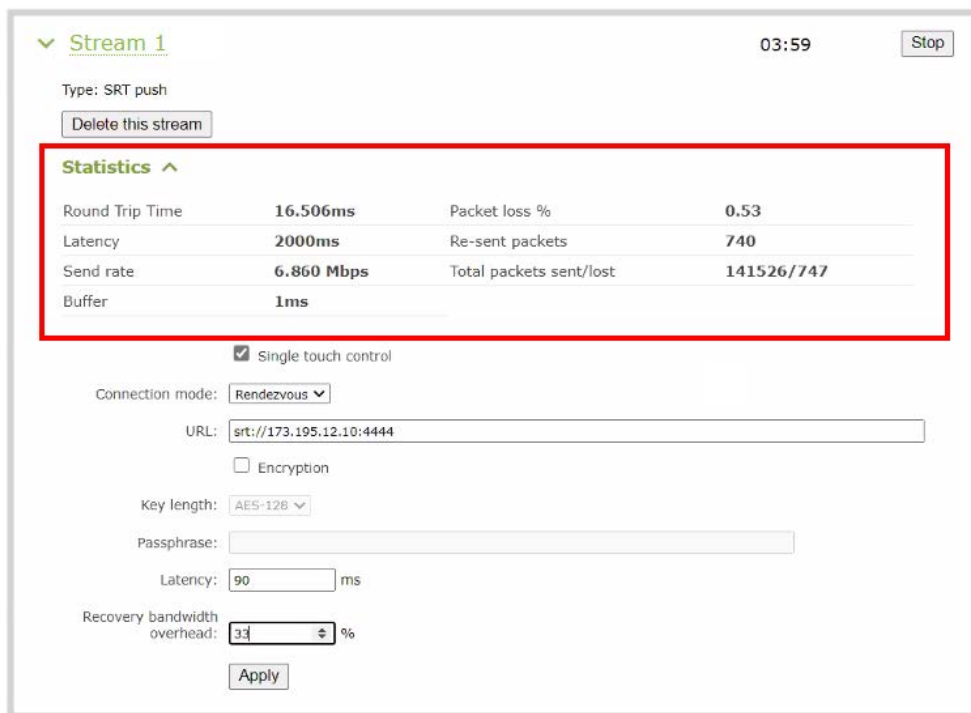 Stream 1 03:59 Stop
Type: SRT push
Delete this stream
Statistics
Round Trip Time 16.506ms Packet loss % 0.53
Latency 2000ms Re-sent packets 740
Send rate 6.860 Mbps Total packets sent/lost 141526/747
Buffer 1ms
Single touch control
Connection mode: Rendezvous
URL: srt://173.195.12.10:4444
Encryption
Key length: AES-128
Passphrase:
Latency: 90 ms
Recovery bandwidth
overhead: 33 %
Apply